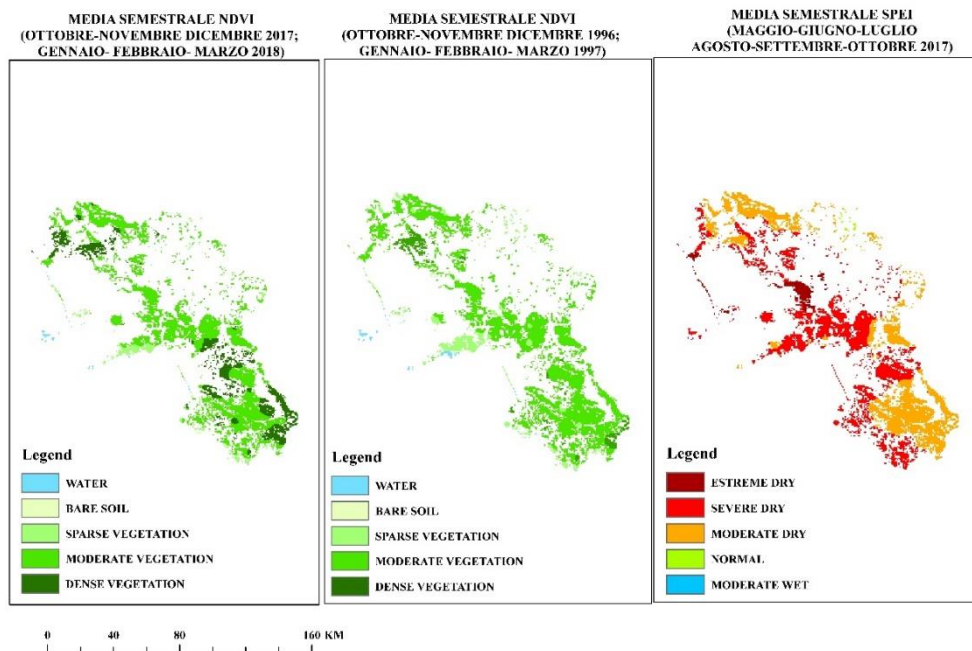 MEDIA SEMESTRALE NDVI
(OTTOBRE-NOVEMBRE DICEMBRE 2017;
GENNAIO- FEBBRAIO- MARZO 2018)
Legend
WATER
BARE SOIL
SPARSE VEGETATION
MODERATE VEGETATION
DENSE VEGETATION
MEDIA SEMESTRALE NDVI
(OTTOBRE-NOVEMBRE DICEMBRE 1996;
GENNAIO- FEBBRAIO- MARZO 1997)
Legend
WATER
BARE SOIL
SPARSE VEGETATION
MODERATE VEGETATION
DENSE VEGETATION
MEDIA SEMESTRALE SPEI
(MAGGIO-GIUGNO-LUGLIO
AGOSTO-SETTEMBRE-OTTOBRE 2017)
Legend
ESTREME DRY
SEVERE DRY
MODERATE DRY
NORMAL
MODERATE WET
0 40 80 160 KM